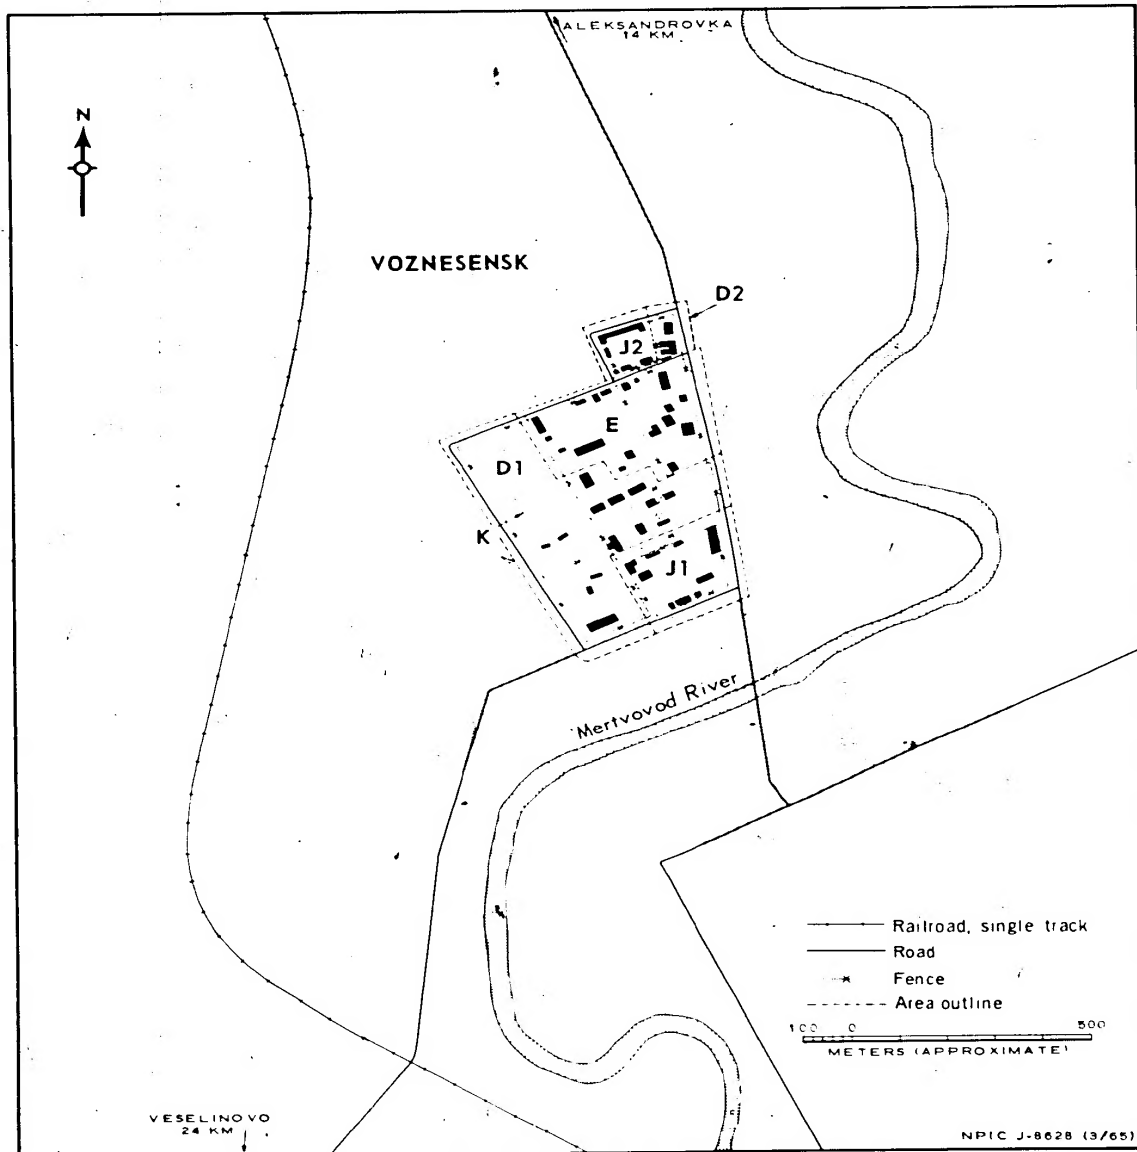 ALEKSANDROVKA
14 KM
N
VOZNESENSK
D2
J2
E
D1
K
J1
Mertvovod River
Railroad, single track
Road
Fence
Area outline
100 0 500
METERS (APPROXIMATE)
VESELINOVO
24 KM
NPIC J-8628 (3/65)